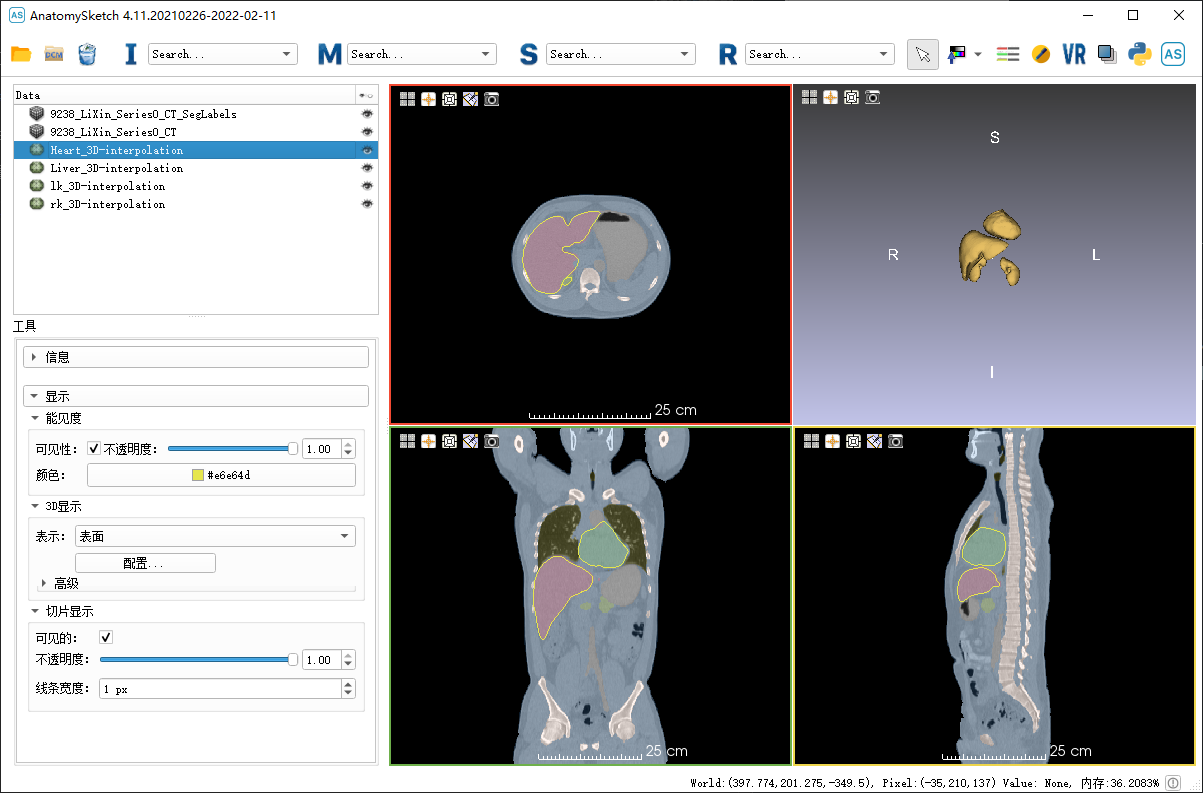 AS AnatomySketch 4.11.20210226-2022-02-11
DCM I Search... M Search... S Search... R Search... VR AS
Data
9238_LiXin_Series0_CT_SegLabels
9238_LiXin_Series0_CT
Heart_3D-interpolation
Liver_3D-interpolation
lk_3D-interpolation
rk_3D-interpolation
工具
信息
显示
能见度
可见性: 不透明度: 1.00
颜色: #e6e64d
3D显示
表示: 表面
配置...
高级
切片显示
可见的:
不透明度: 1.00
线条宽度: 1 px
25 cm
S
R L
I
25 cm
25 cm
World:(397.774,201.275,-349.5), Pixel:(-35,210,137) Value: None, 内存:36.2083%